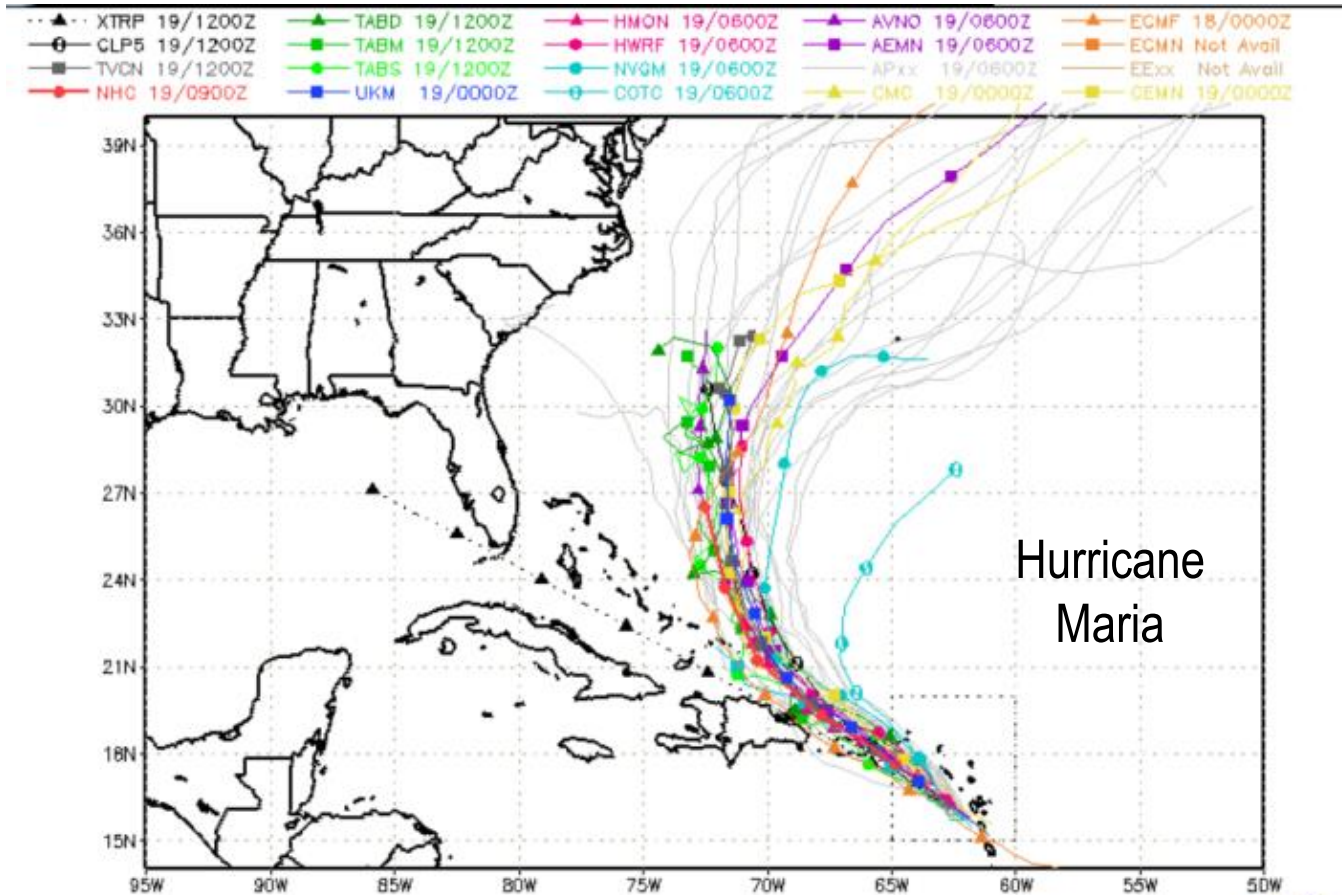 XTRP 19/1200Z TABD 19/1200Z HMON 19/0600Z AVNO 19/0600Z ECMF 18/0000Z
CLP5 19/1200Z TABM 19/1200Z HWRF 19/0600Z AEMN 19/0600Z ECMN Not Avail
TVCN 19/1200Z TABS 19/1200Z NVGM 19/0600Z APxx 19/0600Z EExx Not Avail
NHC 19/0900Z UKM 19/0000Z COTC 19/0600Z CMC 19/0000Z CEMN 19/0000Z
39N
36N
33N
30N
27N
24N
21N
18N
15N
Hurricane
Maria
95W 90W 85W 80W 75W 70W 65W 60W 55W 50W